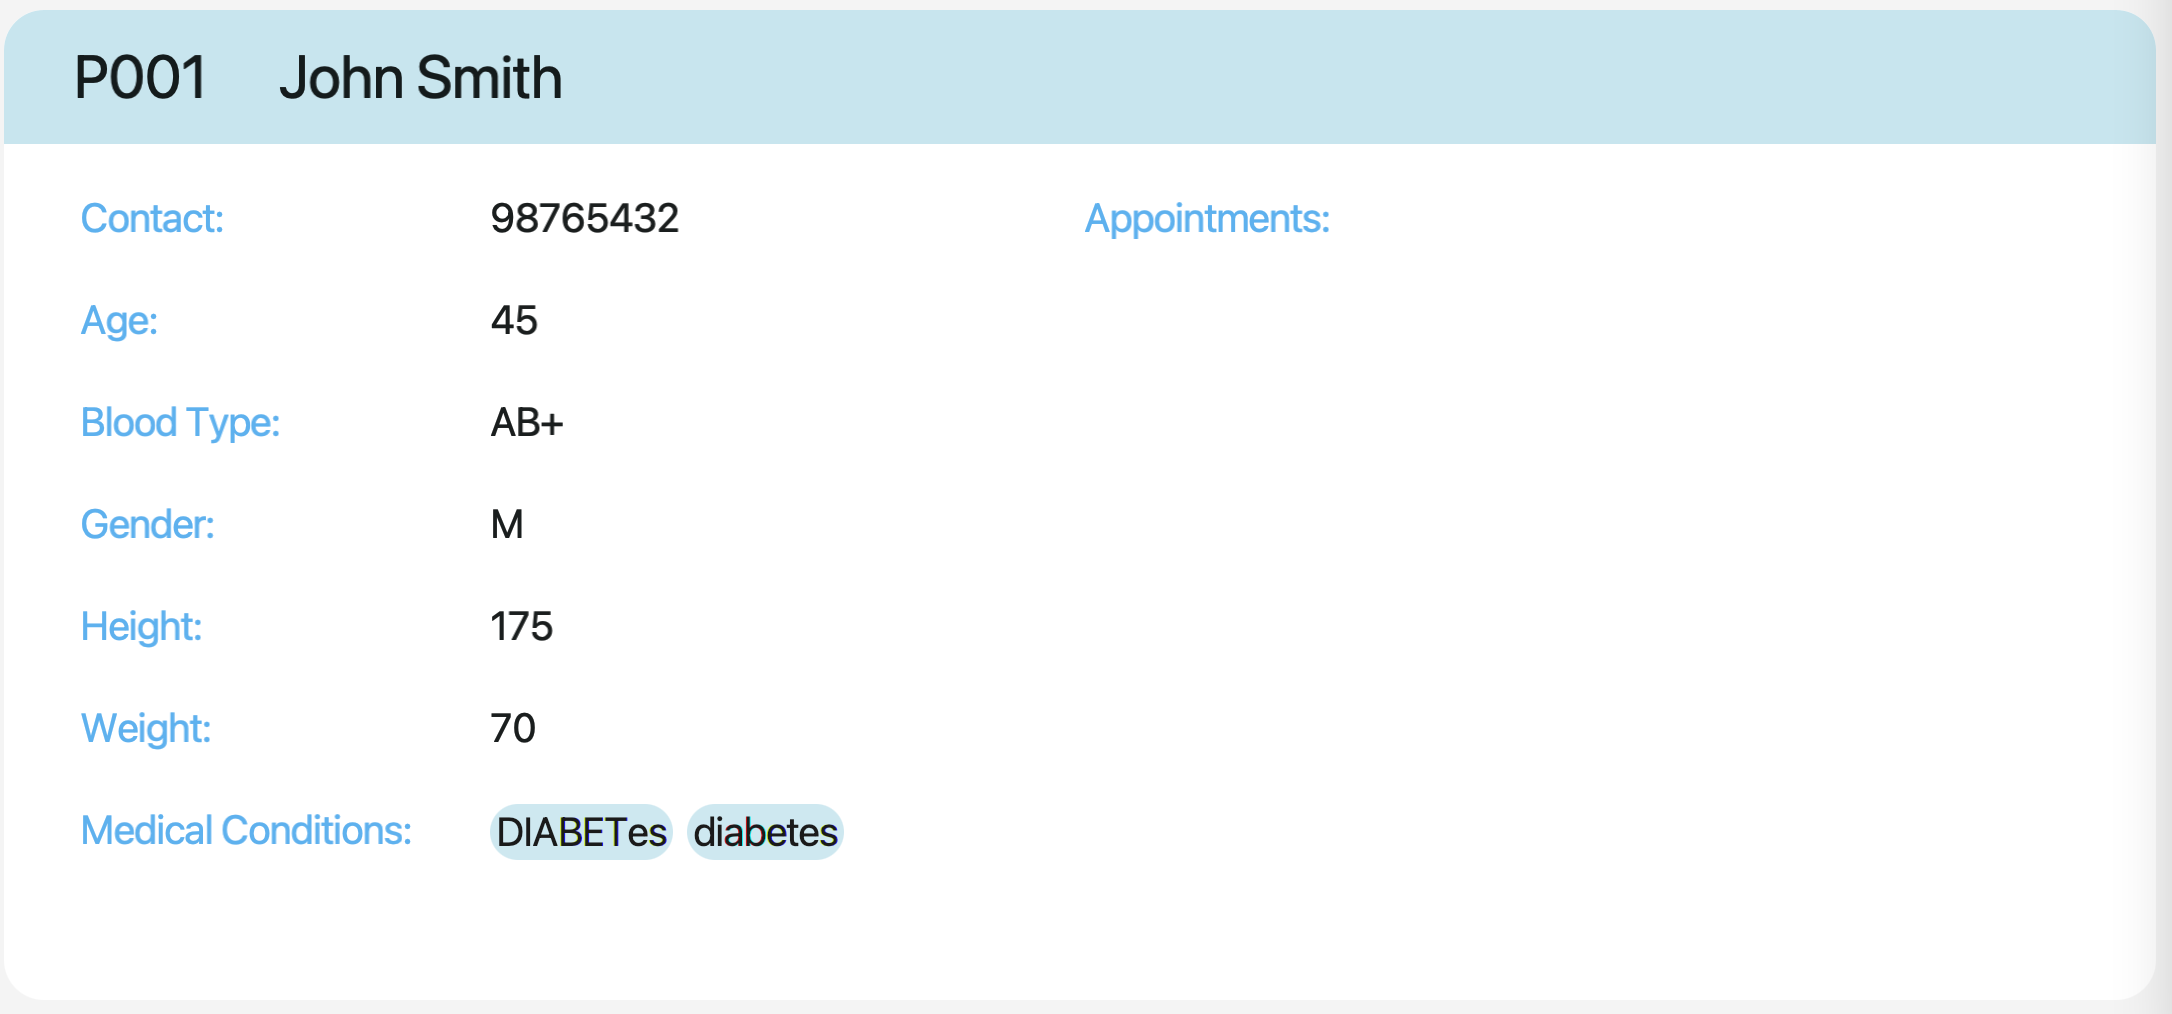 P001 John Smith
Contact: 98765432 Appointments:
Age: 45
Blood Type: AB+
Gender: M
Height: 175
Weight: 70
Medical Conditions: DIABETes diabetes